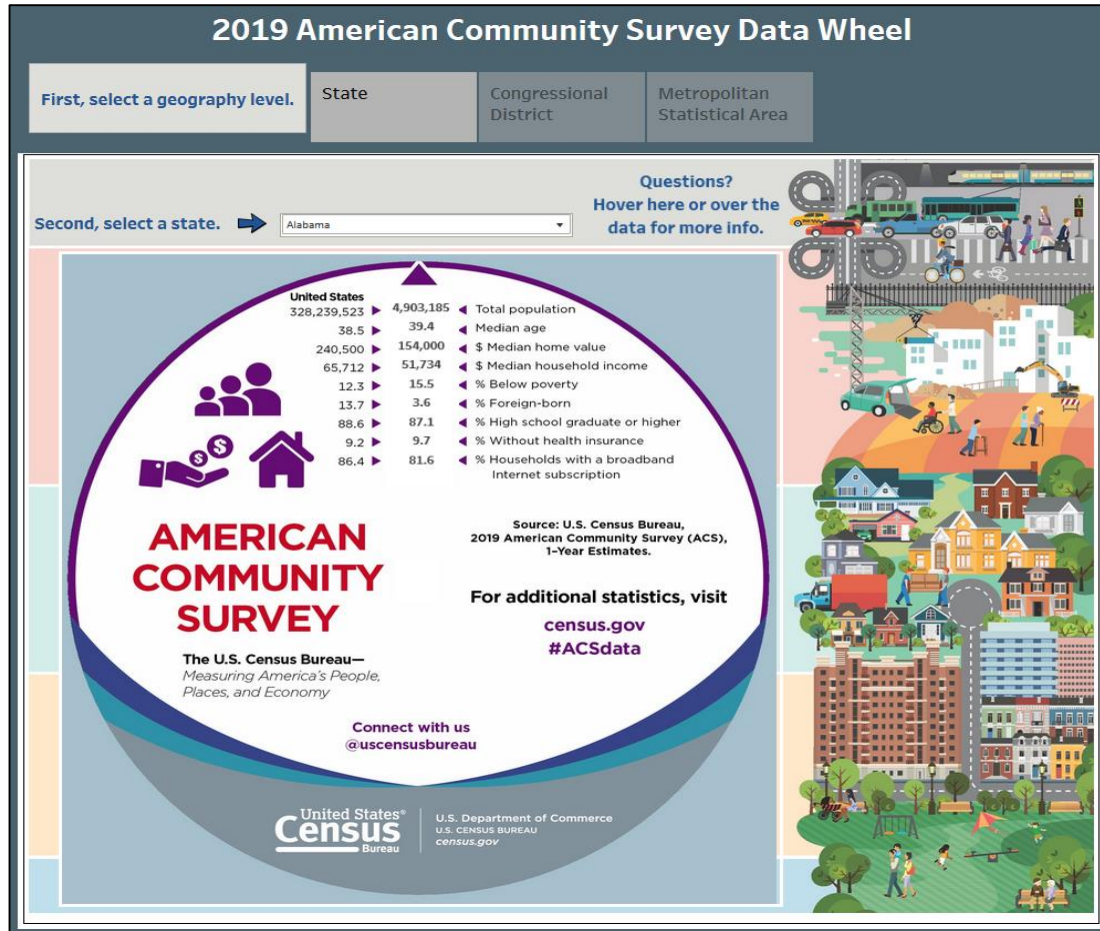 2019 American Community Survey Data Wheel
First, select a geography level.
State
Congressional
District
Metropolitan
Statistical Area
Second, select a state.
Alabama
Questions?
Hover here or over the
data for more info.
United States
328,239,523 ▶ 4,903,185 ◀ Total population
38.5 ▶ 39.4 ◀ Median age
240,500 ▶ 154,000 ◀ $ Median home value
65,712 ▶ 51,734 ◀ $ Median household income
12.3 ▶ 15.5 ◀ % Below poverty
13.7 ▶ 3.6 ◀ % Foreign-born
88.6 ▶ 87.1 ◀ % High school graduate or higher
9.2 ▶ 9.7 ◀ % Without health insurance
86.4 ▶ 81.6 ◀ % Households with a broadband
Internet subscription
$ $
AMERICAN
COMMUNITY
SURVEY
The U.S. Census Bureau—
Measuring America's People,
Places, and Economy
Source: U.S. Census Bureau,
2019 American Community Survey (ACS),
1-Year Estimates.
For additional statistics, visit
census.gov
#ACSdata
Connect with us
@uscensusbureau
United States®
Census
Bureau
U.S. Department of Commerce
U.S. CENSUS BUREAU
census.gov